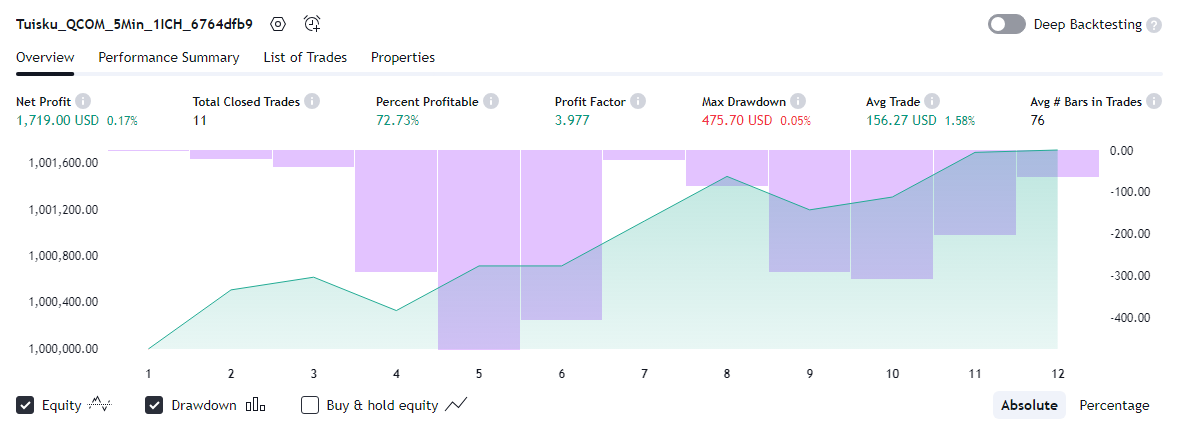 Tuisku_QCOM_5Min_1ICH_6764dfb9
Deep Backtesting ?
Overview Performance Summary List of Trades Properties
Net Profit i Total Closed Trades i Percent Profitable i Profit Factor i Max Drawdown i Avg Trade i Avg # Bars in Trades i
1,719.00 USD 0.17% 11 72.73% 3.977 475.70 USD 0.05% 156.27 USD 1.58% 76
1,001,600.00 0.00
1,001,200.00 -100.00
1,000,800.00 -200.00
1,000,400.00 -300.00
1,000,000.00 -400.00
1 2 3 4 5 6 7 8 9 10 11 12
Equity Drawdown Buy & hold equity Absolute Percentage